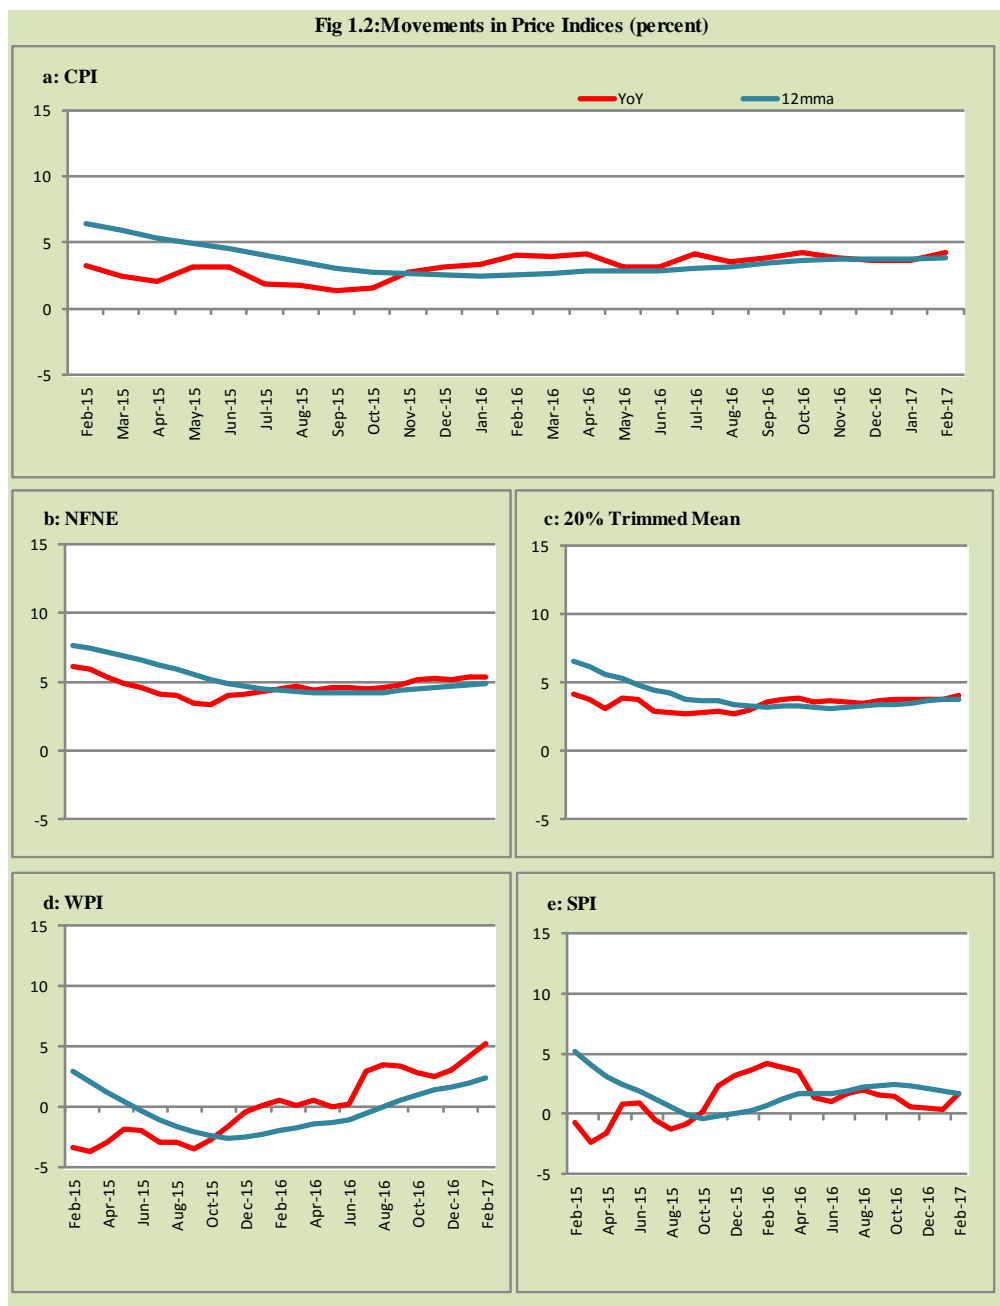 Fig 1.2:Movements in Price Indices (percent)
a: CPI
YoY 12mma
15
10
5
0
-5
Feb-15 Mar-15 Apr-15 May-15 Jun-15 Jul-15 Aug-15 Sep-15 Oct-15 Nov-15 Dec-15 Jan-16 Feb-16 Mar-16 Apr-16 May-16 Jun-16 Jul-16 Aug-16 Sep-16 Oct-16 Nov-16 Dec-16 Jan-17 Feb-17
b: NFNE
15
10
5
0
-5
c: 20% Trimmed Mean
15
10
5
0
-5
d: WPI
15
10
5
0
-5
Feb-15 Apr-15 Jun-15 Aug-15 Oct-15 Dec-15 Feb-16 Apr-16 Jun-16 Aug-16 Oct-16 Dec-16 Feb-17
e: SPI
15
10
5
0
-5
Feb-15 Apr-15 Jun-15 Aug-15 Oct-15 Dec-15 Feb-16 Apr-16 Jun-16 Aug-16 Oct-16 Dec-16 Feb-17